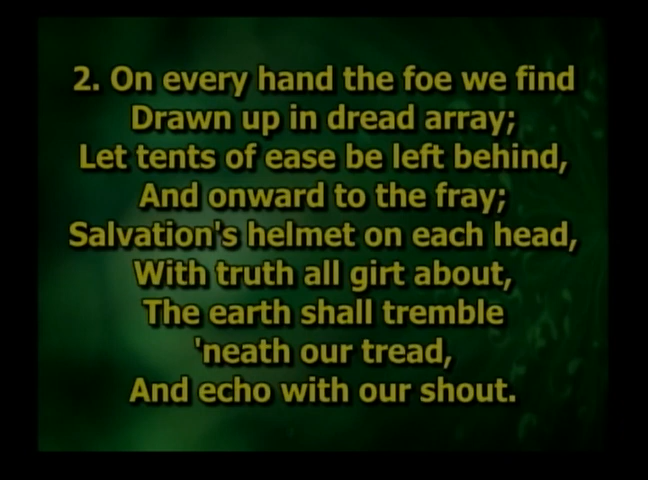 2. On every hand the foe we find
Drawn up in dread array;
Let tents of ease be left behind,
And onward to the fray;
Salvation's helmet on each head,
With truth all girt about,
The earth shall tremble
'neath our tread,
And echo with our shout.